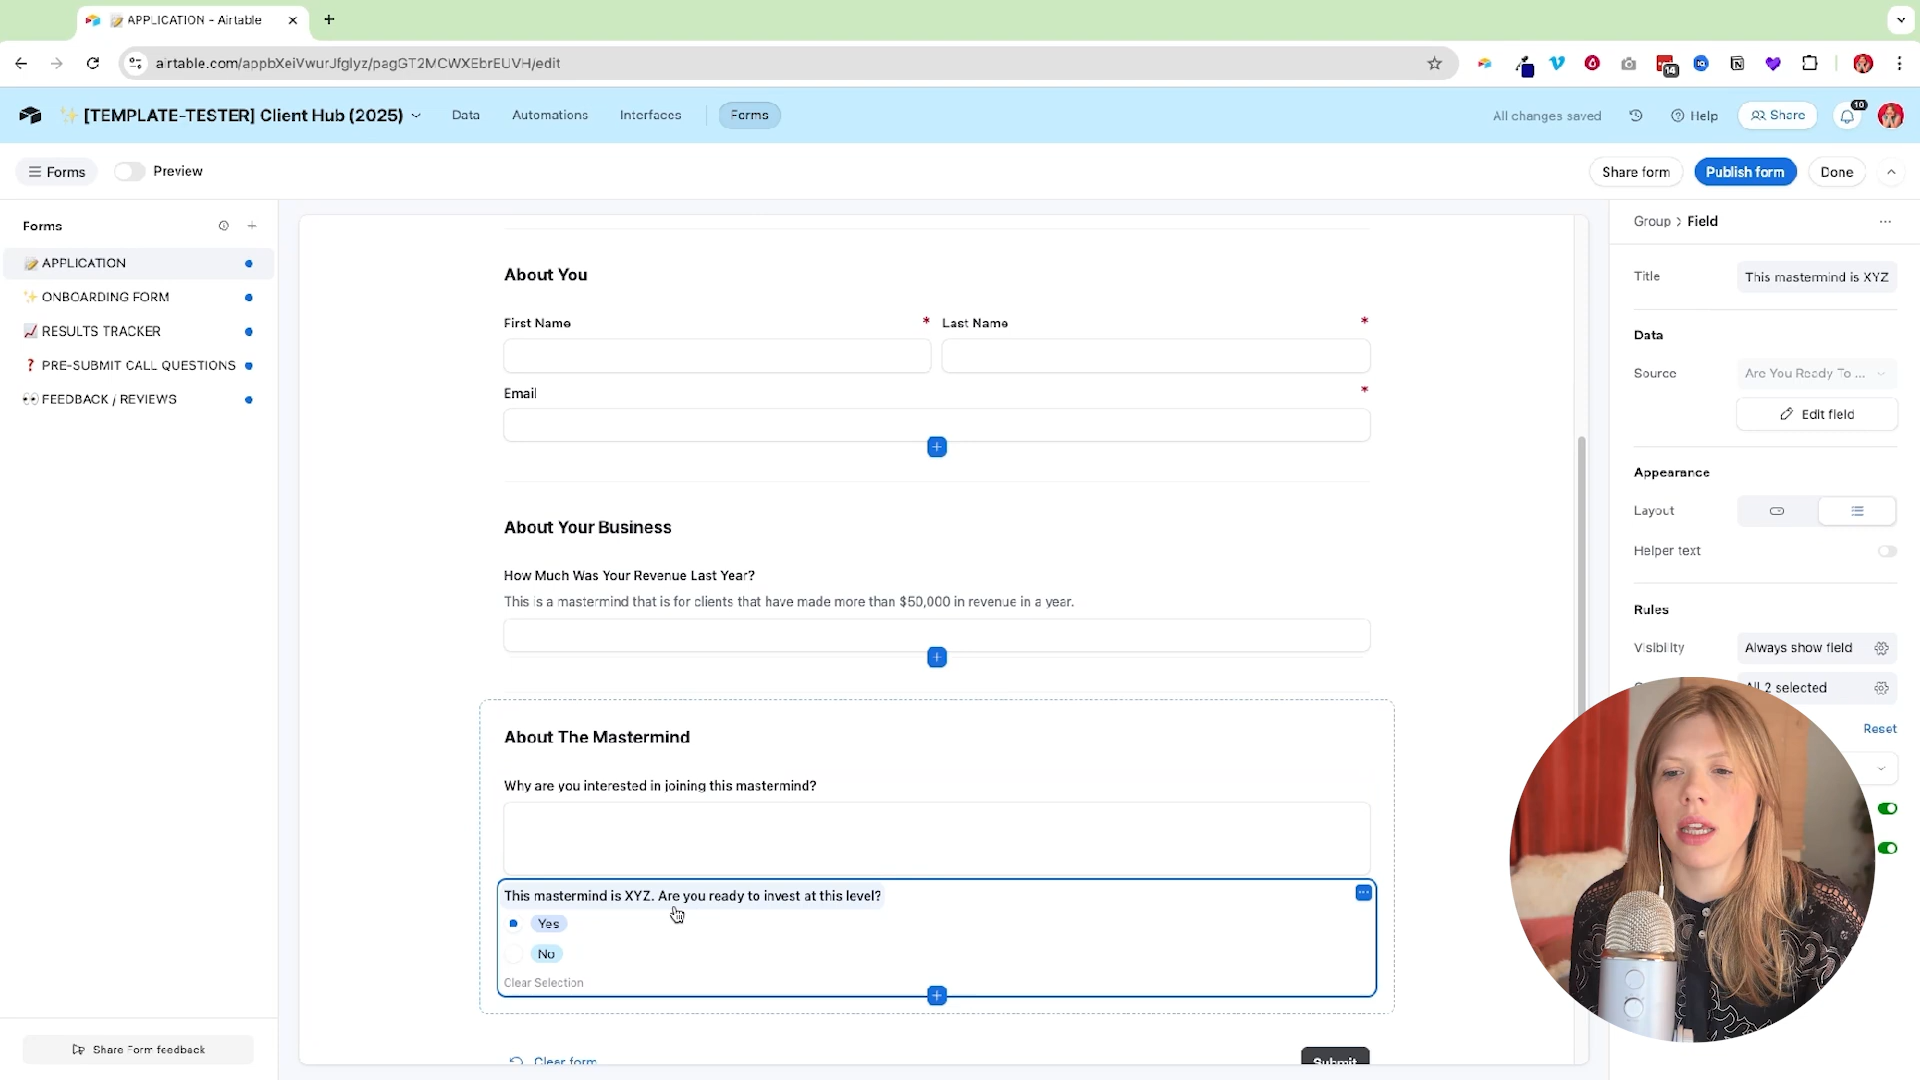 APPLICATION - Airtable
airtable.com/appbXeiVwurJfglyz/pagGT2MCWXEbrEUVH/edit
14
[TEMPLATE-TESTER] Client Hub (2025)
Data
Automations
Interfaces
Forms
All changes saved
Help
Share
10
Forms
Preview
Share form
Publish form
Done
Forms
APPLICATION
ONBOARDING FORM
RESULTS TRACKER
PRE-SUBMIT CALL QUESTIONS
FEEDBACK / REVIEWS
Share Form feedback
About You
First Name *
Last Name *
Email *
About Your Business
How Much Was Your Revenue Last Year?
This is a mastermind that is for clients that have made more than $50,000 in revenue in a year.
About The Mastermind
Why are you interested in joining this mastermind?
This mastermind is XYZ. Are you ready to invest at this level?
Yes
No
Clear Selection
Clear form
Submit
Group > Field
Title
This mastermind is XYZ
Data
Source
Are You Ready To ...
Edit field
Appearance
Layout
Helper text
Rules
Visibility
Always show field
All 2 selected
Reset